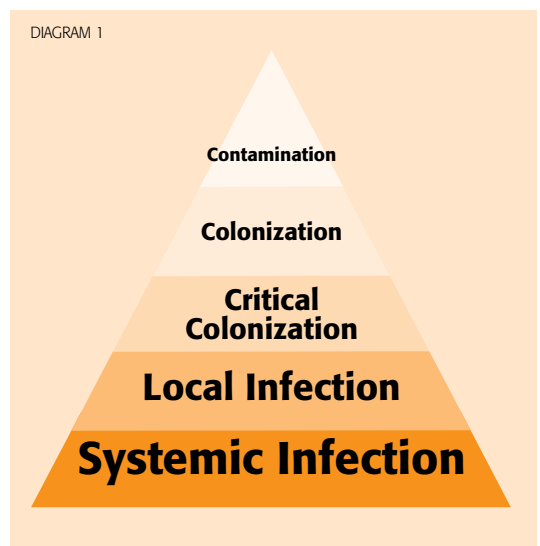 DIAGRAM 1
Contamination
Colonization
Critical
Colonization
Local Infection
Systemic Infection